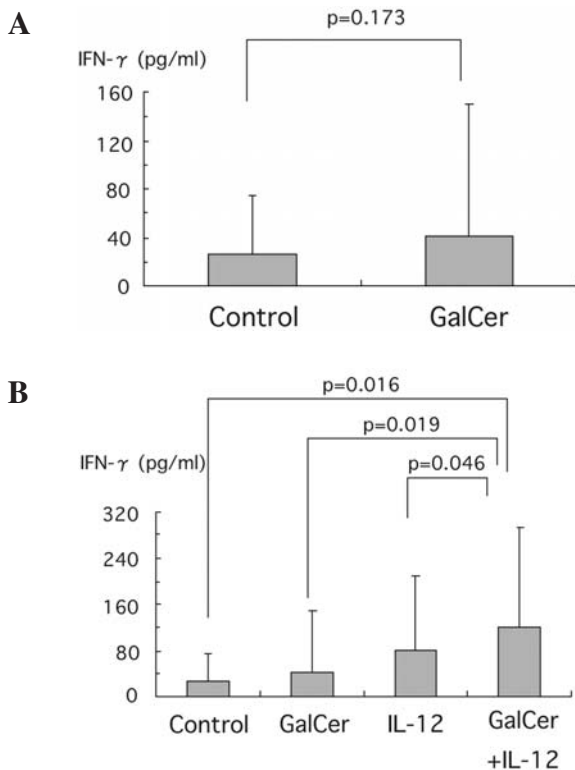 A
p=0.173
IFN-γ (pg/ml)
160
120
80
40
0
Control GalCer
B
p=0.016
p=0.019
IFN-γ (pg/ml)
p=0.046
320
240
160
80
0
Control GalCer IL-12 GalCer
+IL-12